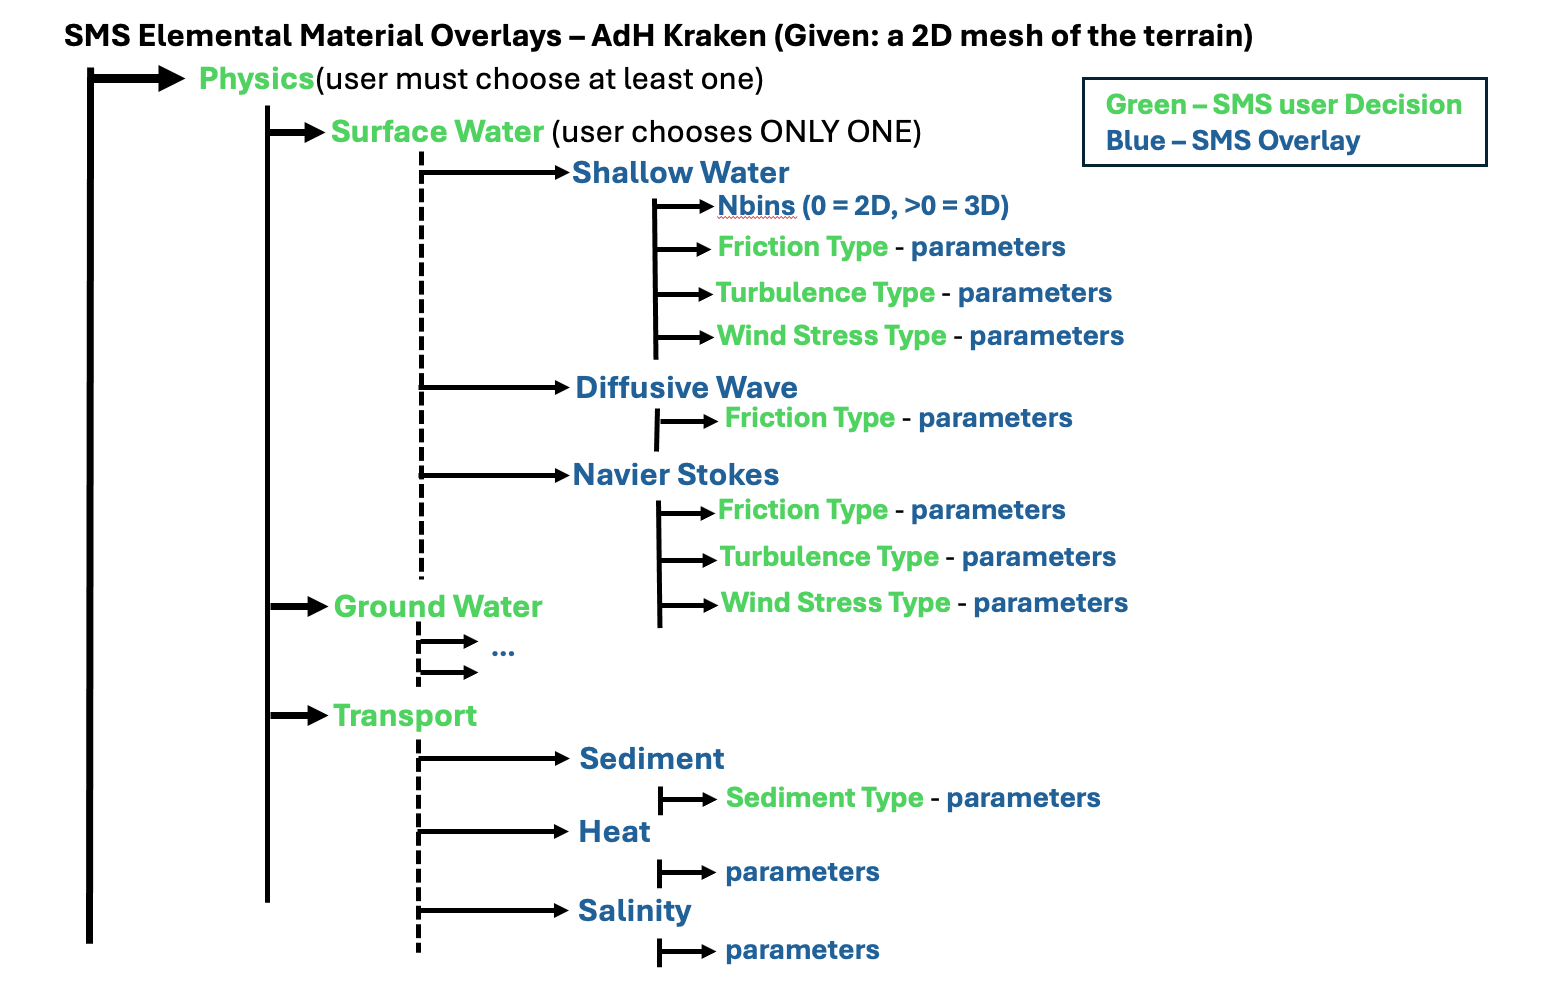 SMS Elemental Material Overlays – AdH Kraken (Given: a 2D mesh of the terrain)
Physics(user must choose at least one)
Green – SMS user Decision
Blue – SMS Overlay
Surface Water (user chooses ONLY ONE)
Shallow Water
Nbins (0 = 2D, >0 = 3D)
Friction Type - parameters
Turbulence Type - parameters
Wind Stress Type - parameters
Diffusive Wave
Friction Type - parameters
Navier Stokes
Friction Type - parameters
Turbulence Type - parameters
Wind Stress Type - parameters
Ground Water
...
Transport
Sediment
Sediment Type - parameters
Heat
parameters
Salinity
parameters